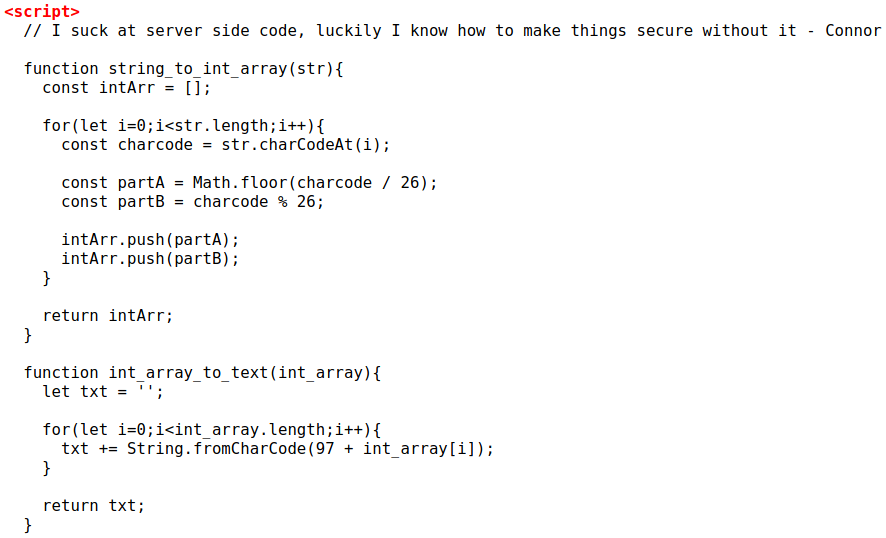 <script>
// I suck at server side code, luckily I know how to make things secure without it - Connor
function string_to_int_array(str){
const intArr = [];
for(let i=0;i<str.length;i++){
const charcode = str.charCodeAt(i);
const partA = Math.floor(charcode / 26);
const partB = charcode % 26;
intArr.push(partA);
intArr.push(partB);
}
return intArr;
}
function int_array_to_text(int_array){
let txt = '';
for(let i=0;i<int_array.length;i++){
txt += String.fromCharCode(97 + int_array[i]);
}
return txt;
}